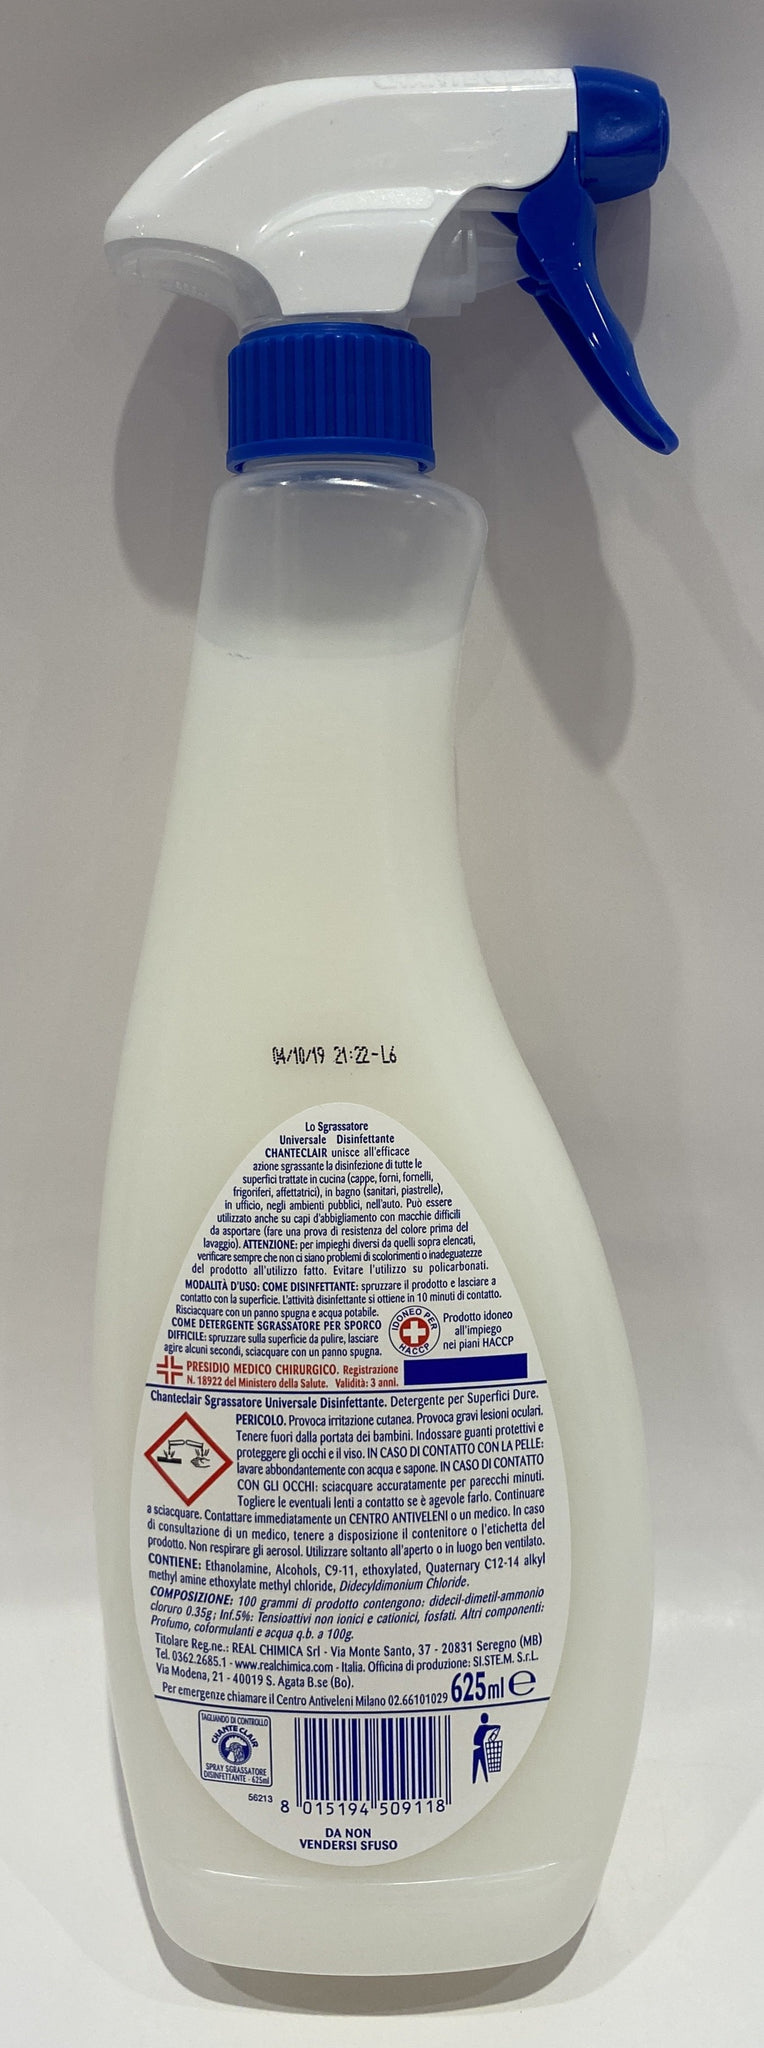 04/10/19 21:22-L6
Lo Sgrassatore
Universale Disinfettante
CHANTECLAIR unisce all'efficace
azione sgrassante la disinfezione di tutte le
superfici trattate in cucina (cappe, forni, fornelli,
frigoriferi, affettatrici), in bagno (sanitari, piastrelle),
in ufficio, negli ambienti pubblici, nell'auto. Può essere
utilizzato anche su capi d'abbigliamento con macchie difficili
da asportare (fare una prova di resistenza del colore prima del
lavaggio). ATTENZIONE: per impieghi diversi da quelli sopra elencati,
verificare sempre che non ci siano problemi di scolorimenti o inadeguatezze
del prodotto all'utilizzo fatto. Evitare l'utilizzo su policarbonati.
MODALITÀ D'USO: COME DISINFETTANTE: spruzzare il prodotto e lasciare a
contatto con la superficie. L'attività disinfettante si ottiene in 10 minuti di contatto.
Risciacquare con un panno spugna e acqua potabile.
COME DETERGENTE SGRASSATORE PER SPORCO
DIFFICILE: spruzzare sulla superficie da pulire, lasciare
agire alcuni secondi, sciacquare con un panno spugna.
IDONEO PER
HACCP
Prodotto idoneo
all'impiego
nei piani HACCP
PRESIDIO MEDICO CHIRURGICO. Registrazione
N. 18922 del Ministero della Salute. Validità: 3 anni.
Chanteclair Sgrassatore Universale Disinfettante. Detergente per Superfici Dure.
PERICOLO. Provoca irritazione cutanea. Provoca gravi lesioni oculari.
Tenere fuori dalla portata dei bambini. Indossare guanti protettivi e
proteggere gli occhi e il viso. IN CASO DI CONTATTO CON LA PELLE:
lavare abbondantemente con acqua e sapone. IN CASO DI CONTATTO
CON GLI OCCHI: sciacquare accuratamente per parecchi minuti.
Togliere le eventuali lenti a contatto se è agevole farlo. Continuare
a sciacquare. Contattare immediatamente un CENTRO ANTIVELENI o un medico. In caso
di consultazione di un medico, tenere a disposizione il contenitore o l'etichetta del
prodotto. Non respirare gli aerosol. Utilizzare soltanto all'aperto o in luogo ben ventilato.
CONTIENE: Ethanolamine, Alcohols, C9-11, ethoxylated, Quaternary C12-14 alkyl
methyl amine ethoxylate methyl chloride, Didecyldimonium Chloride.
COMPOSIZIONE: 100 grammi di prodotto contengono: didecil-dimetil-ammonio
cloruro 0.35g; Inf.5%: Tensioattivi non ionici e cationici, fosfati. Altri componenti:
Profumo, coformulanti e acqua q.b. a 100g.
Titolare Reg.ne.: REAL CHIMICA Srl - Via Monte Santo, 37 - 20831 Seregno (MB)
Tel. 0362.2685.1 - www.realchimica.com - Italia. Officina di produzione: SI.STE.M. S.r.L.
Via Modena, 21 - 40019 S. Agata B.se (Bo).
Per emergenze chiamare il Centro Antiveleni Milano 02.66101029 625ml e
TAGLIANDO DI CONTROLLO
CHANTE CLAIR
SPRAY SGRASSATORE
DISINFETTANTE - 625ml
56213
8 015194 509118
DA NON
VENDERSI SFUSO